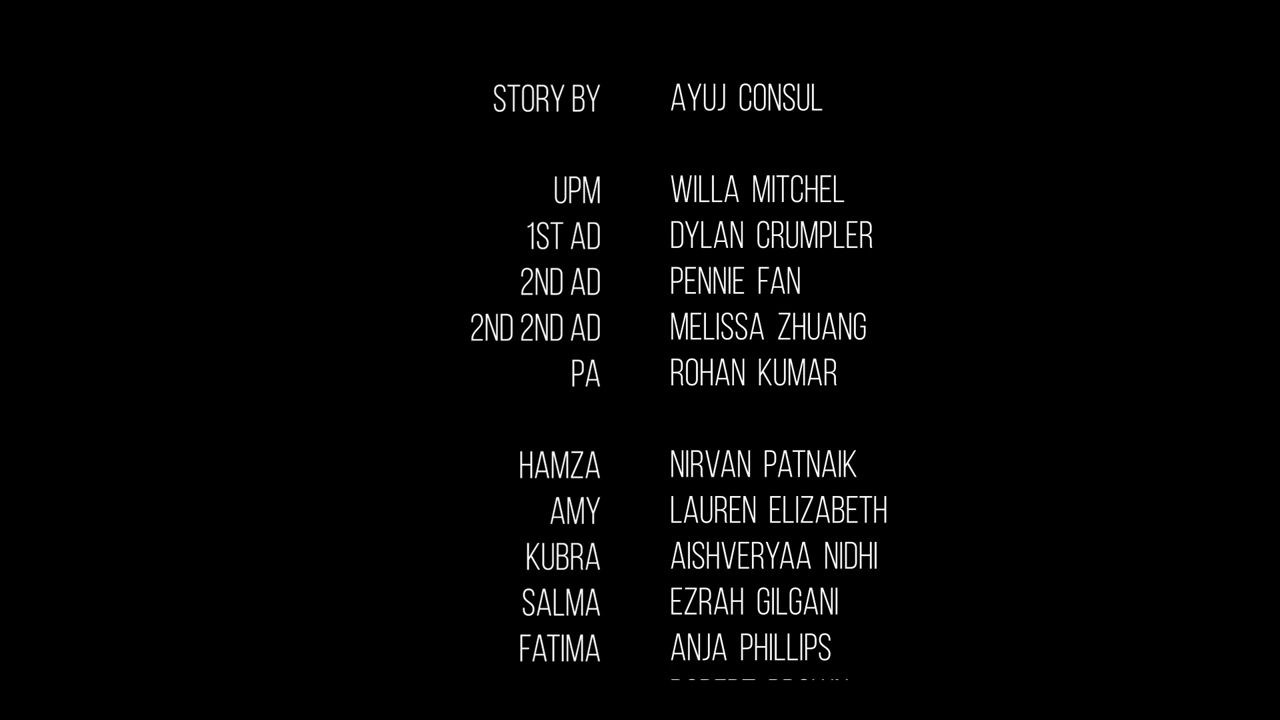 STORY BY AYUJ CONSUL
UPM WILLA MITCHEL
1ST AD DYLAN CRUMPLER
2ND AD PENNIE FAN
2ND 2ND AD MELISSA ZHUANG
PA ROHAN KUMAR
HAMZA NIRVAN PATNAIK
AMY LAUREN ELIZABETH
KUBRA AISHVERYAA NIDHI
SALMA EZRAH GILGANI
FATIMA ANJA PHILLIPS